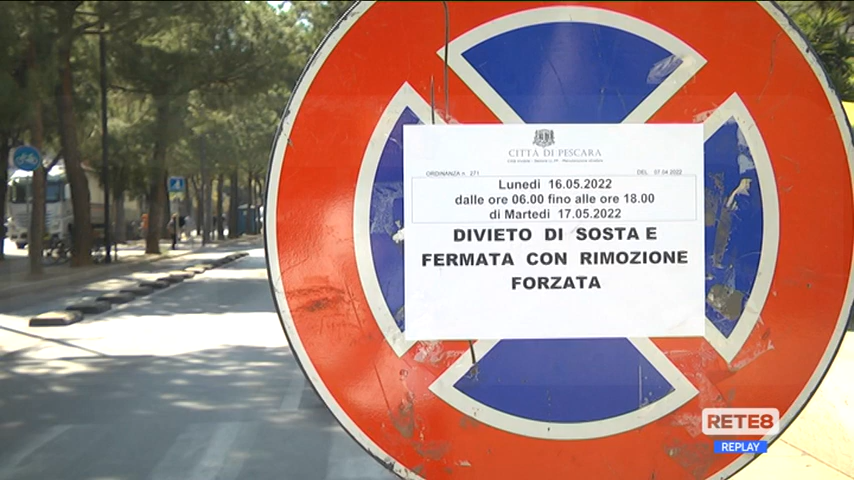 CITTÀ DI PESCARA
ORDINANZA n. 271 DEL 07.04.2022
Lunedì 16.05.2022
dalle ore 06.00 fino alle ore 18.00
di Martedì 17.05.2022
DIVIETO DI SOSTA E
FERMATA CON RIMOZIONE
FORZATA
RETE8
REPLAY